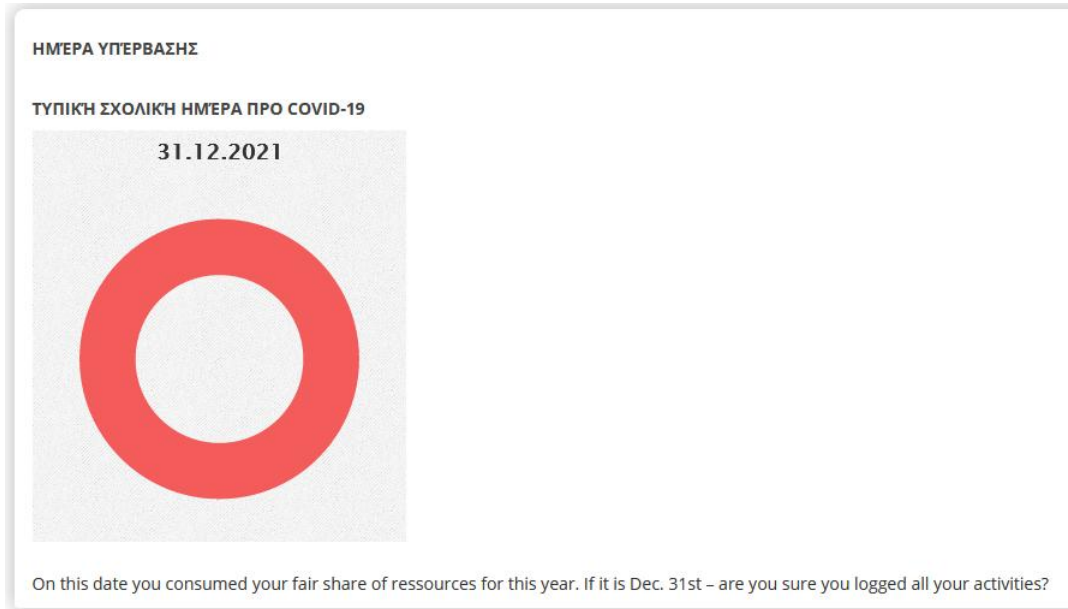 ΗΜΈΡΑ ΥΠΈΡΒΑΣΗΣ
ΤΥΠΙΚΉ ΣΧΟΛΙΚΉ ΗΜΈΡΑ ΠΡΟ COVID-19
31.12.2021
On this date you consumed your fair share of ressources for this year. If it is Dec. 31st – are you sure you logged all your activities?